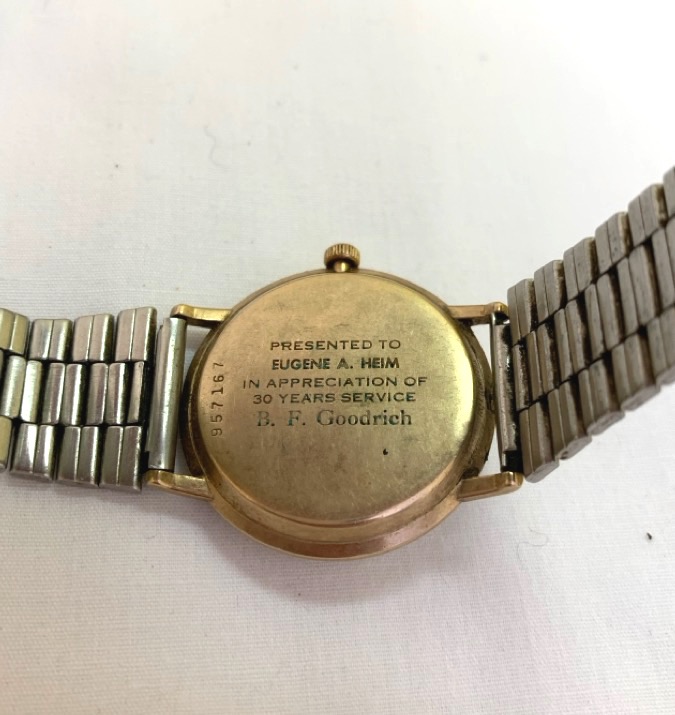 PRESENTED TO
EUGENE A. HEIM
IN APPRECIATION OF
30 YEARS SERVICE
B. F. Goodrich
957167